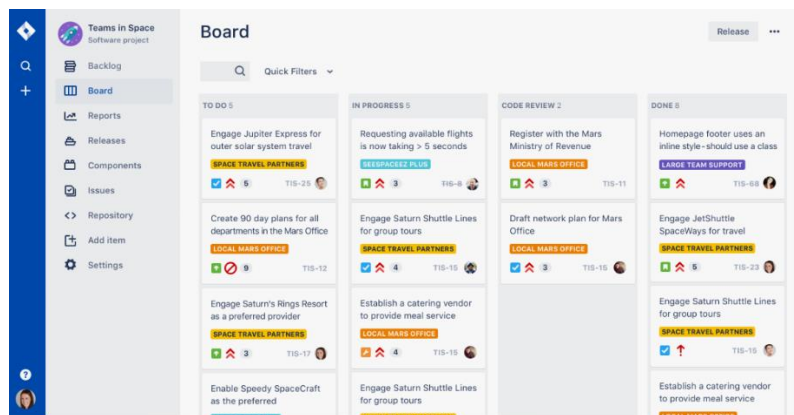 Teams in Space
Software project
Backlog
Board
Reports
Releases
Components
Issues
Repository
Add item
Settings
Board
Release
Quick Filters
TO DO 5
Engage Jupiter Express for
outer solar system travel
SPACE TRAVEL PARTNERS
5
TIS-25
Create 90 day plans for all
departments in the Mars Office
LOCAL MARS OFFICE
9
TIS-12
Engage Saturn's Rings Resort
as a preferred provider
SPACE TRAVEL PARTNERS
3
TIS-17
Enable Speedy SpaceCraft
as the preferred
IN PROGRESS 5
Requesting available flights
is now taking > 5 seconds
SEESPACEEZ PLUS
3
TIS-8
Engage Saturn Shuttle Lines
for group tours
SPACE TRAVEL PARTNERS
4
TIS-15
Establish a catering vendor
to provide meal service
LOCAL MARS OFFICE
4
TIS-15
Engage Saturn Shuttle Lines
for group tours
CODE REVIEW 2
Register with the Mars
Ministry of Revenue
LOCAL MARS OFFICE
3
TIS-11
Draft network plan for Mars
Office
LOCAL MARS OFFICE
3
TIS-15
DONE 8
Homepage footer uses an
inline style-should use a class
LARGE TEAM SUPPORT
TIS-68
Engage JetShuttle
SpaceWays for travel
SPACE TRAVEL PARTNERS
5
TIS-23
Engage Saturn Shuttle Lines
for group tours
SPACE TRAVEL PARTNERS
TIS-15
Establish a catering vendor
to provide meal service